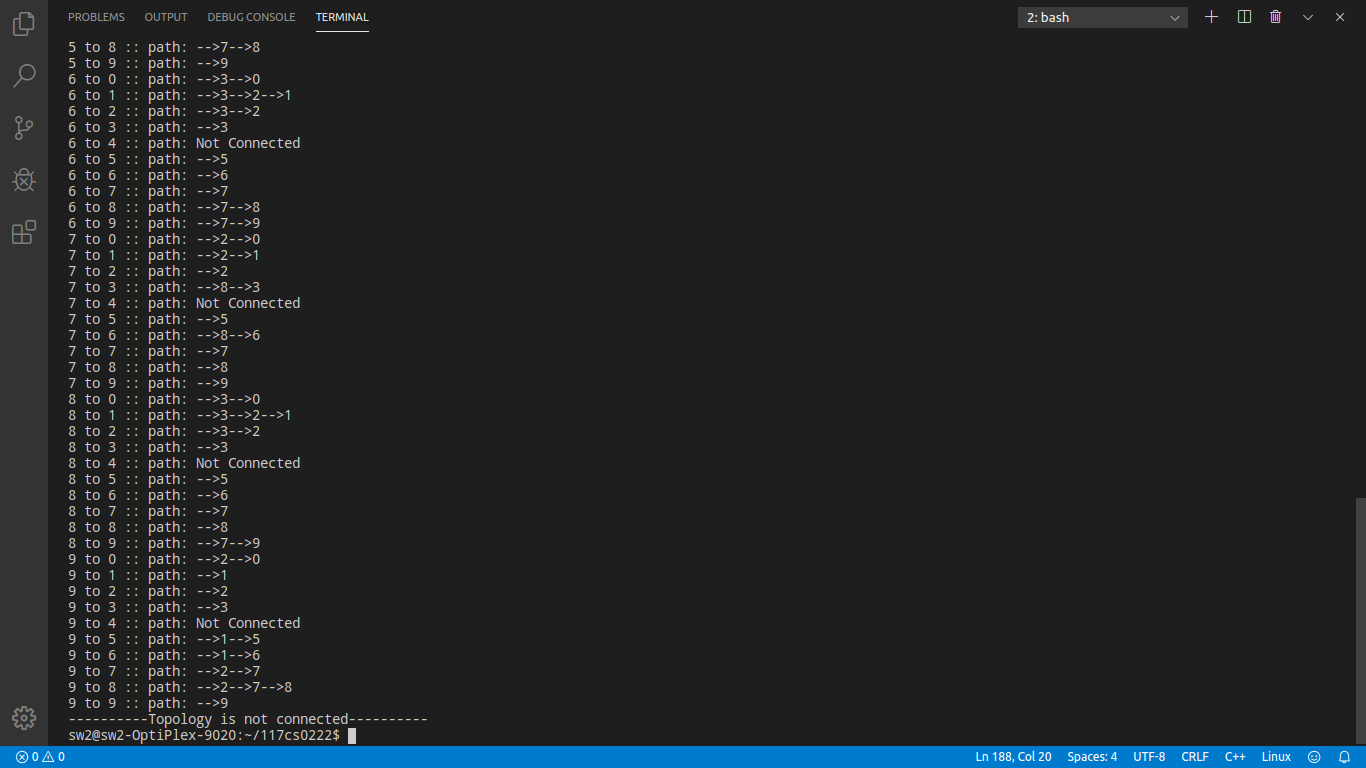 PROBLEMS OUTPUT DEBUG CONSOLE TERMINAL 2: bash
5 to 8 :: path: -->7-->8
5 to 9 :: path: -->9
6 to 0 :: path: -->3-->0
6 to 1 :: path: -->3-->2-->1
6 to 2 :: path: -->3-->2
6 to 3 :: path: -->3
6 to 4 :: path: Not Connected
6 to 5 :: path: -->5
6 to 6 :: path: -->6
6 to 7 :: path: -->7
6 to 8 :: path: -->7-->8
6 to 9 :: path: -->7-->9
7 to 0 :: path: -->2-->0
7 to 1 :: path: -->2-->1
7 to 2 :: path: -->2
7 to 3 :: path: -->8-->3
7 to 4 :: path: Not Connected
7 to 5 :: path: -->5
7 to 6 :: path: -->8-->6
7 to 7 :: path: -->7
7 to 8 :: path: -->8
7 to 9 :: path: -->9
8 to 0 :: path: -->3-->0
8 to 1 :: path: -->3-->2-->1
8 to 2 :: path: -->3-->2
8 to 3 :: path: -->3
8 to 4 :: path: Not Connected
8 to 5 :: path: -->5
8 to 6 :: path: -->6
8 to 7 :: path: -->7
8 to 8 :: path: -->8
8 to 9 :: path: -->7-->9
9 to 0 :: path: -->2-->0
9 to 1 :: path: -->1
9 to 2 :: path: -->2
9 to 3 :: path: -->3
9 to 4 :: path: Not Connected
9 to 5 :: path: -->1-->5
9 to 6 :: path: -->1-->6
9 to 7 :: path: -->2-->7
9 to 8 :: path: -->2-->7-->8
9 to 9 :: path: -->9
----------Topology is not connected----------
sw2@sw2-OptiPlex-9020:~/117cs0222$
0 0 Ln 188, Col 20 Spaces: 4 UTF-8 CRLF C++ Linux